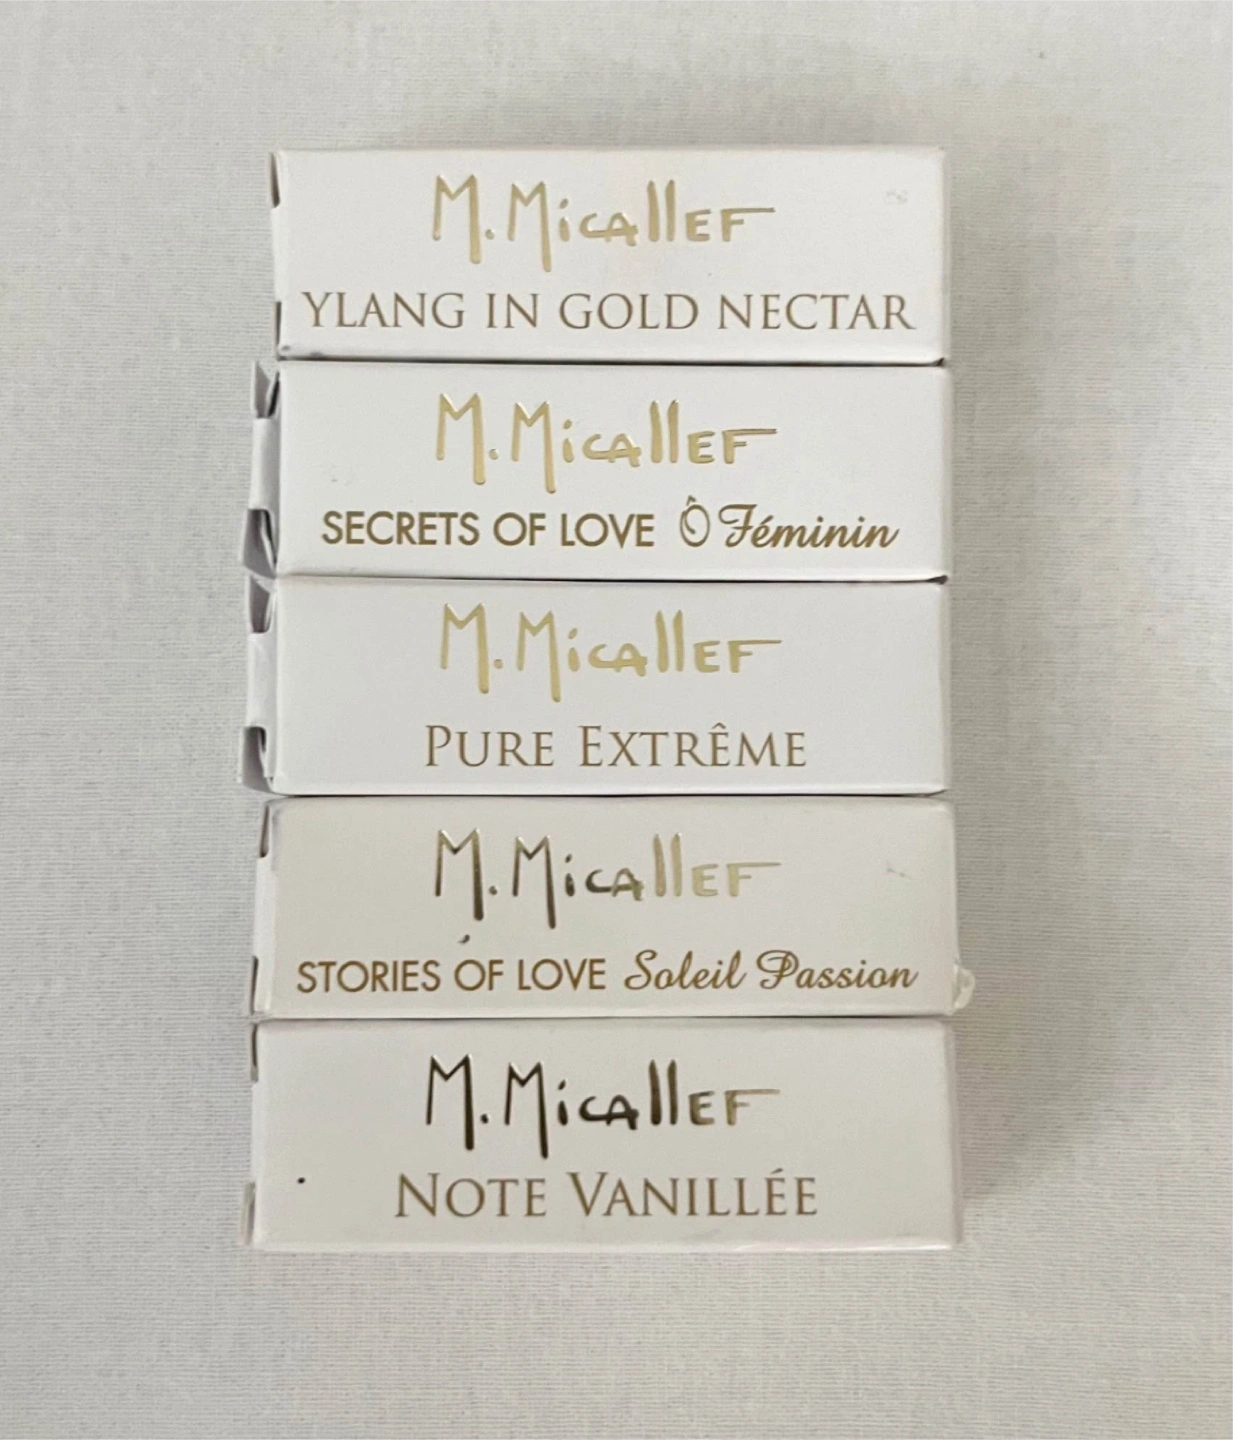 M. Micallef
YLANG IN GOLD NECTAR
M. Micallef
SECRETS OF LOVE Ô Féminin
M. Micallef
PURE EXTRÊME
M. Micallef
STORIES OF LOVE Soleil Passion
M. Micallef
NOTE VANILLÉE